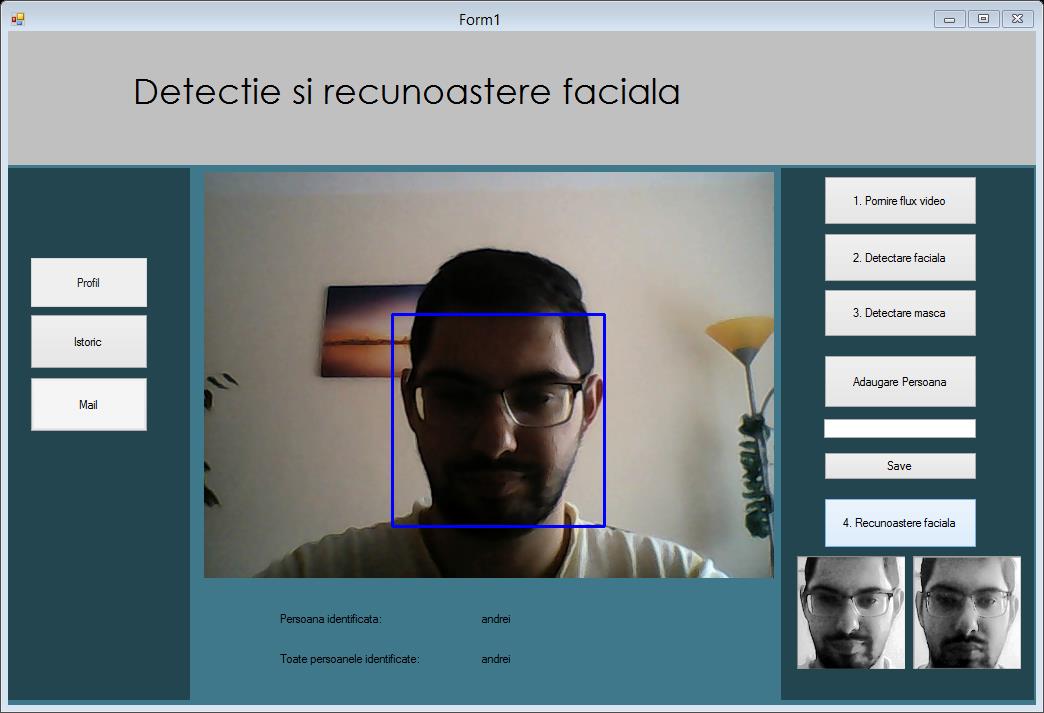 Form1
Detectie si recunoastere faciala
Profil
Istoric
Mail
1. Pornire flux video
2. Detectare faciala
3. Detectare masca
Adaugare Persoana
Save
4. Recunoastere faciala
Persoana identificata: andrei
Toate persoanele identificate: andrei